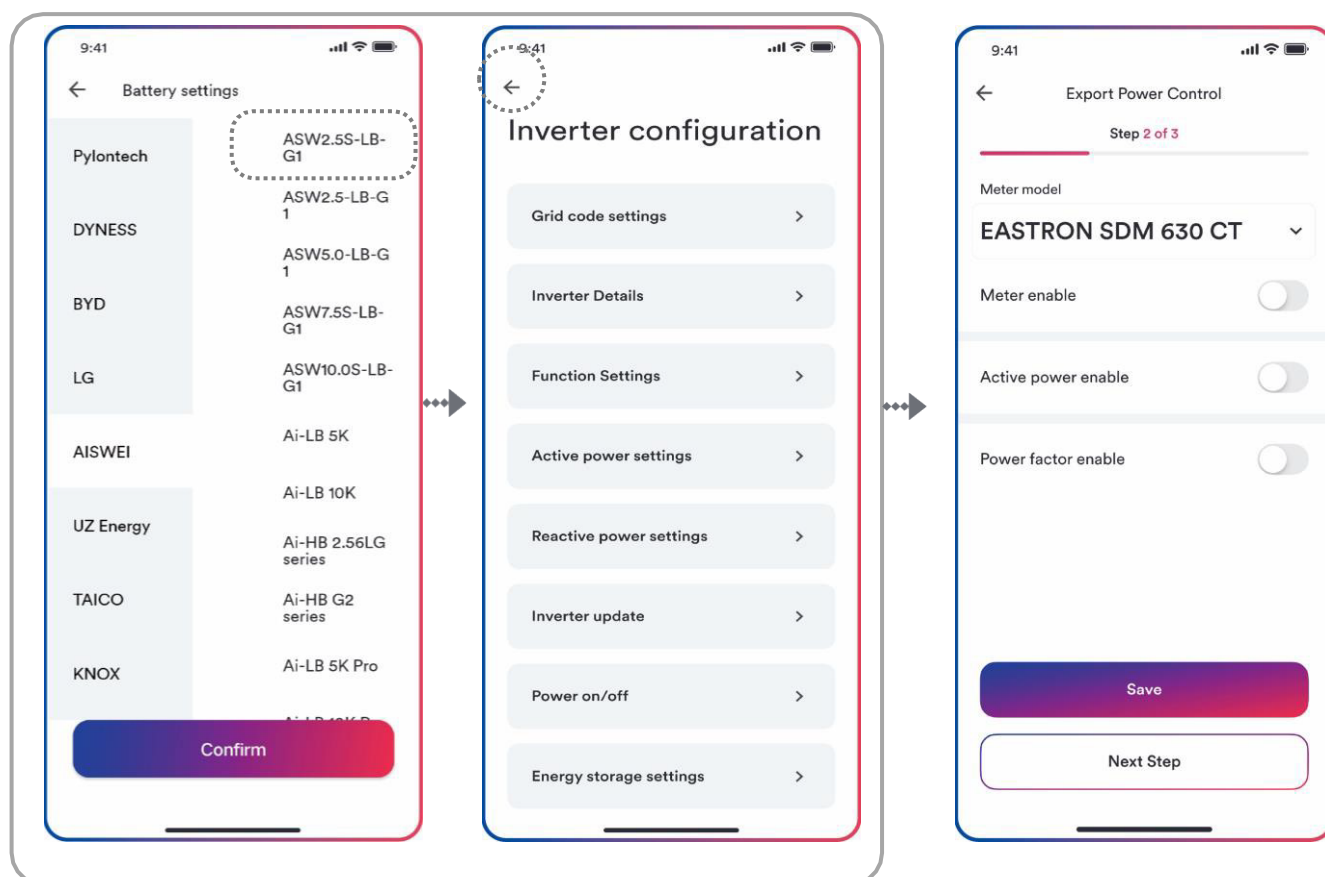 9:41
Battery settings
Pylontech
DYNESS
BYD
LG
AISWEI
UZ Energy
TAICO
KNOX
ASW2.5S-LB-
G1
ASW2.5-LB-G
1
ASW5.0-LB-G
1
ASW7.5S-LB-
G1
ASW10.0S-LB-
G1
Ai-LB 5K
Ai-LB 10K
Ai-HB 2.56LG
series
Ai-HB G2
series
Ai-LB 5K Pro
Confirm
9:41
Inverter configuration
Grid code settings
Inverter Details
Function Settings
Active power settings
Reactive power settings
Inverter update
Power on/off
Energy storage settings
9:41
Export Power Control
Step 2 of 3
Meter model
EASTRON SDM 630 CT
Meter enable
Active power enable
Power factor enable
Save
Next Step